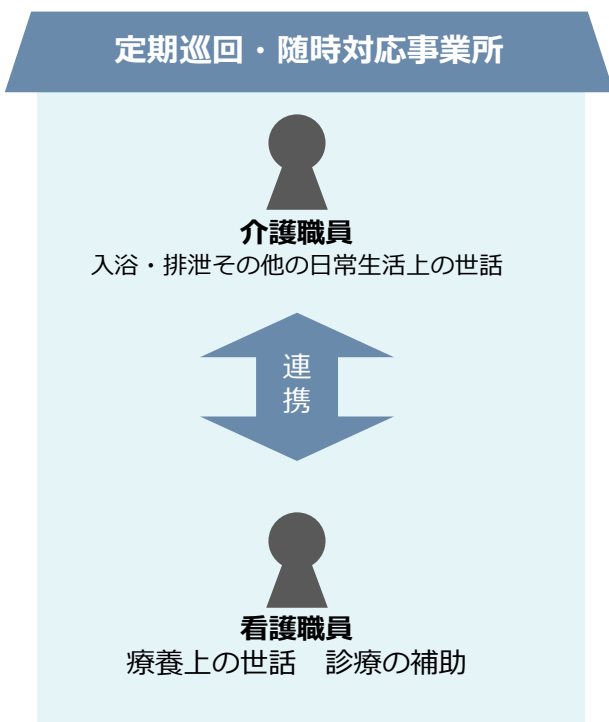 定期巡回・随時対応事業所
介護職員
入浴・排泄その他の日常生活上の世話
連
携
看護職員
療養上の世話　診療の補助